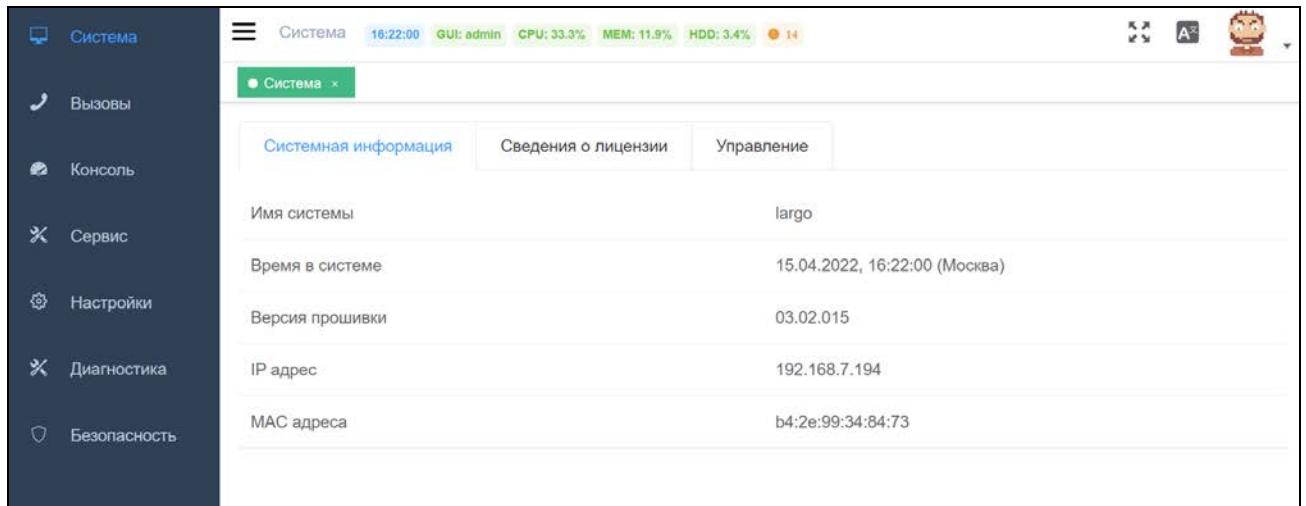 Система
Вызовы
Консоль
Сервис
Настройки
Диагностика
Безопасность
Система 16:22:00 GUI: admin CPU: 33.3% MEM: 11.9% HDD: 3.4% 14
Система ×
Системная информация Сведения о лицензии Управление
Имя системы largo
Время в системе 15.04.2022, 16:22:00 (Москва)
Версия прошивки 03.02.015
IP адрес 192.168.7.194
MAC адреса b4:2e:99:34:84:73